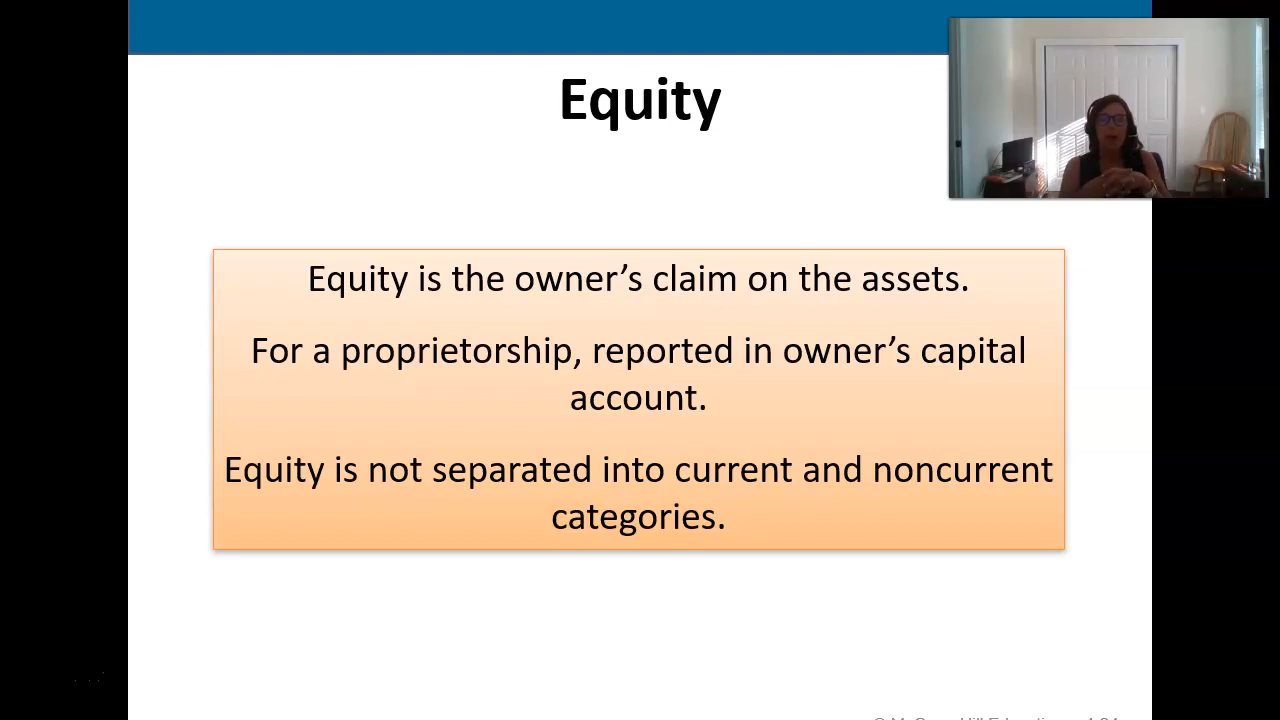 Equity
Equity is the owner’s claim on the assets.
For a proprietorship, reported in owner’s capital
account.
Equity is not separated into current and noncurrent
categories.